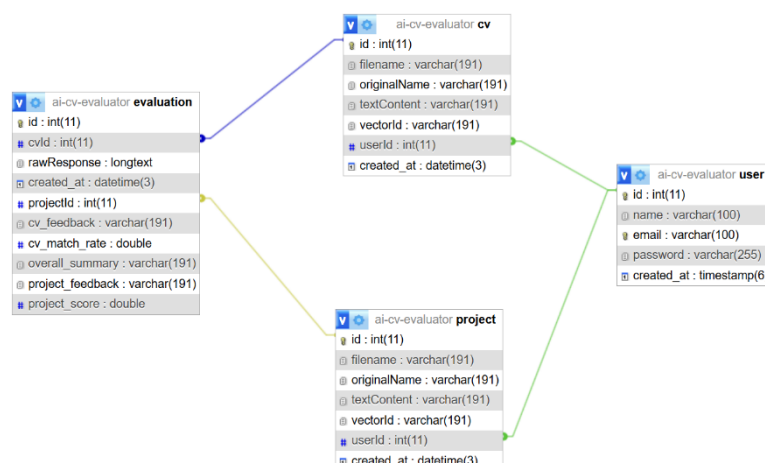 ai-cv-evaluator cv
id : int(11)
filename : varchar(191)
originalName : varchar(191)
textContent : varchar(191)
vectorId : varchar(191)
userId : int(11)
created_at : datetime(3)
ai-cv-evaluator evaluation
id : int(11)
cvId : int(11)
rawResponse : longtext
created_at : datetime(3)
projectId : int(11)
cv_feedback : varchar(191)
cv_match_rate : double
overall_summary : varchar(191)
project_feedback : varchar(191)
project_score : double
ai-cv-evaluator user
id : int(11)
name : varchar(100)
email : varchar(100)
password : varchar(255)
created_at : timestamp(6
ai-cv-evaluator project
id : int(11)
filename : varchar(191)
originalName : varchar(191)
textContent : varchar(191)
vectorId : varchar(191)
userId : int(11)
created_at : datetime(3)